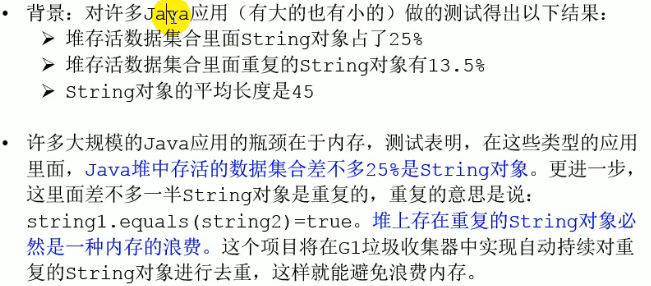 • 背景：对许多Java应用（有大的也有小的）做的测试得出以下结果：
➢ 堆存活数据集合里面String对象占了25%
➢ 堆存活数据集合里面重复的String对象有13.5%
➢ String对象的平均长度是45
• 许多大规模的Java应用的瓶颈在于内存，测试表明，在这些类型的应用
里面，Java堆中存活的数据集合差不多25%是String对象。更进一步，
这里面差不多一半String对象是重复的，重复的意思是说：
string1.equals(string2)=true。堆上存在重复的String对象必
然是一种内存的浪费。这个项目将在G1垃圾收集器中实现自动持续对重
复的String对象进行去重，这样就能避免浪费内存。